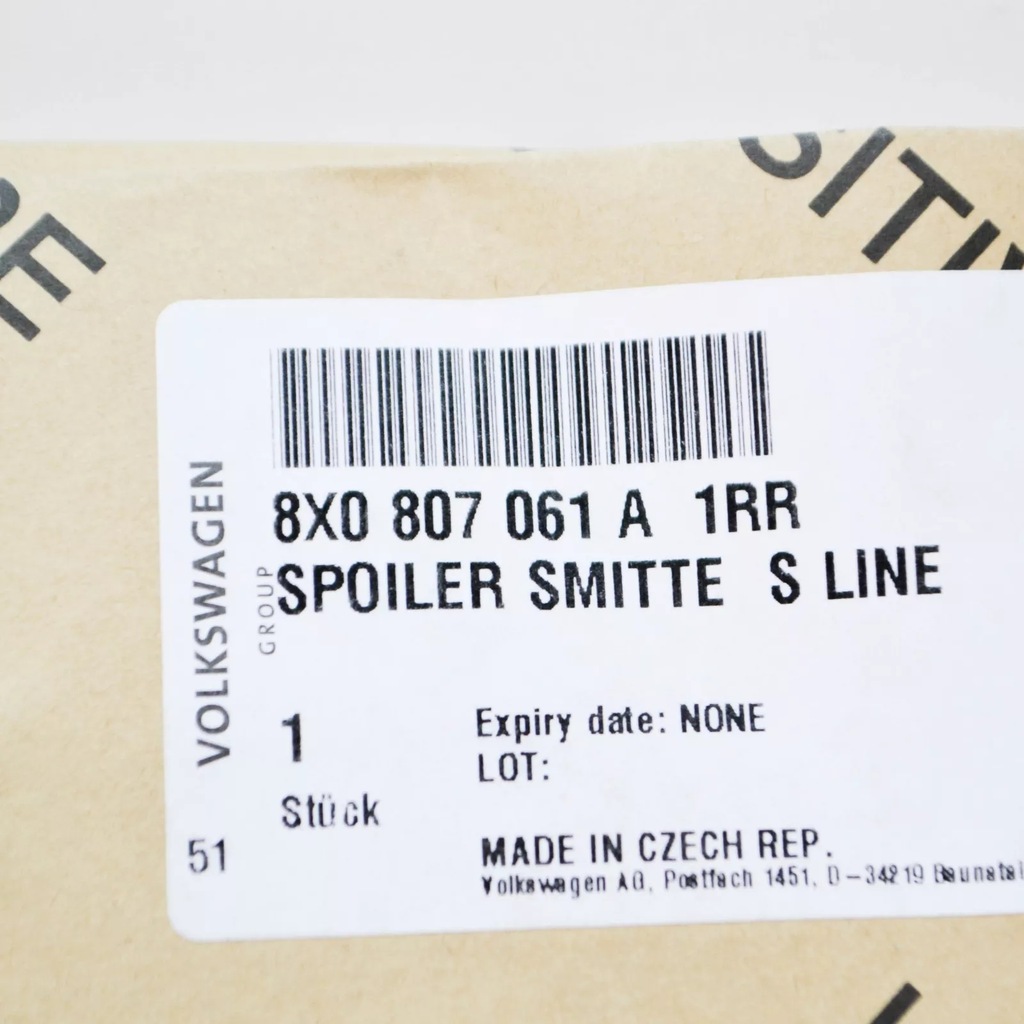 SITI
VOLKSWAGEN
GROUP
8X0 807 061 A 1RR
SPOILER SMITTE S LINE
1
Stück
Expiry date: NONE
LOT:
51
MADE IN CZECH REP.
Volkswagen AG, Postfach 1451, D-34219